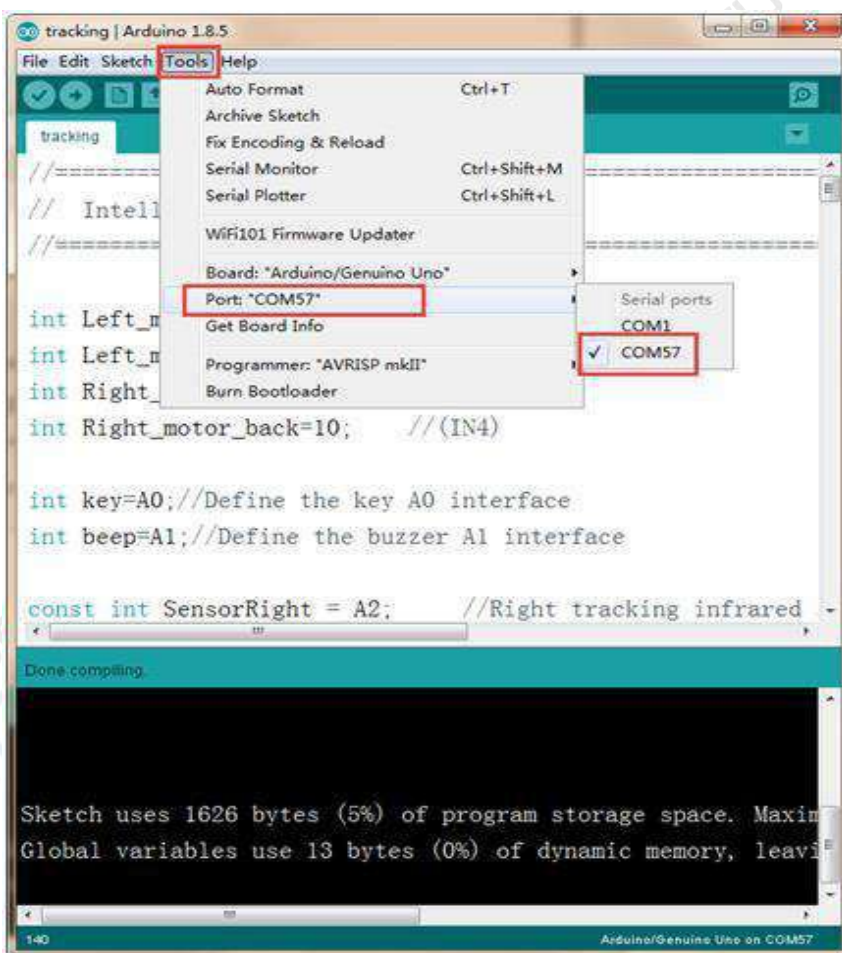 tracking | Arduino 1.8.5
File Edit Sketch Tools Help
Auto Format Ctrl+T
Archive Sketch
Fix Encoding & Reload
Serial Monitor Ctrl+Shift+M
Serial Plotter Ctrl+Shift+L
WiFi101 Firmware Updater
Board: "Arduino/Genuino Uno"
Port: "COM57"
Get Board Info
Programmer: "AVRISP mkII"
Burn Bootloader
Serial ports
COM1
COM57
tracking
//=====================
// Intell
//=====================
int Left_m
int Left_m
int Right_
int Right_motor_back=10; //(IN4)
int key=A0;//Define the key A0 interface
int beep=A1;//Define the buzzer A1 interface
const int SensorRight = A2; //Right tracking infrared
Done compiling.
Sketch uses 1626 bytes (5%) of program storage space. Maxim
Global variables use 13 bytes (0%) of dynamic memory, leavi
140 Arduino/Genuino Uno on COM57